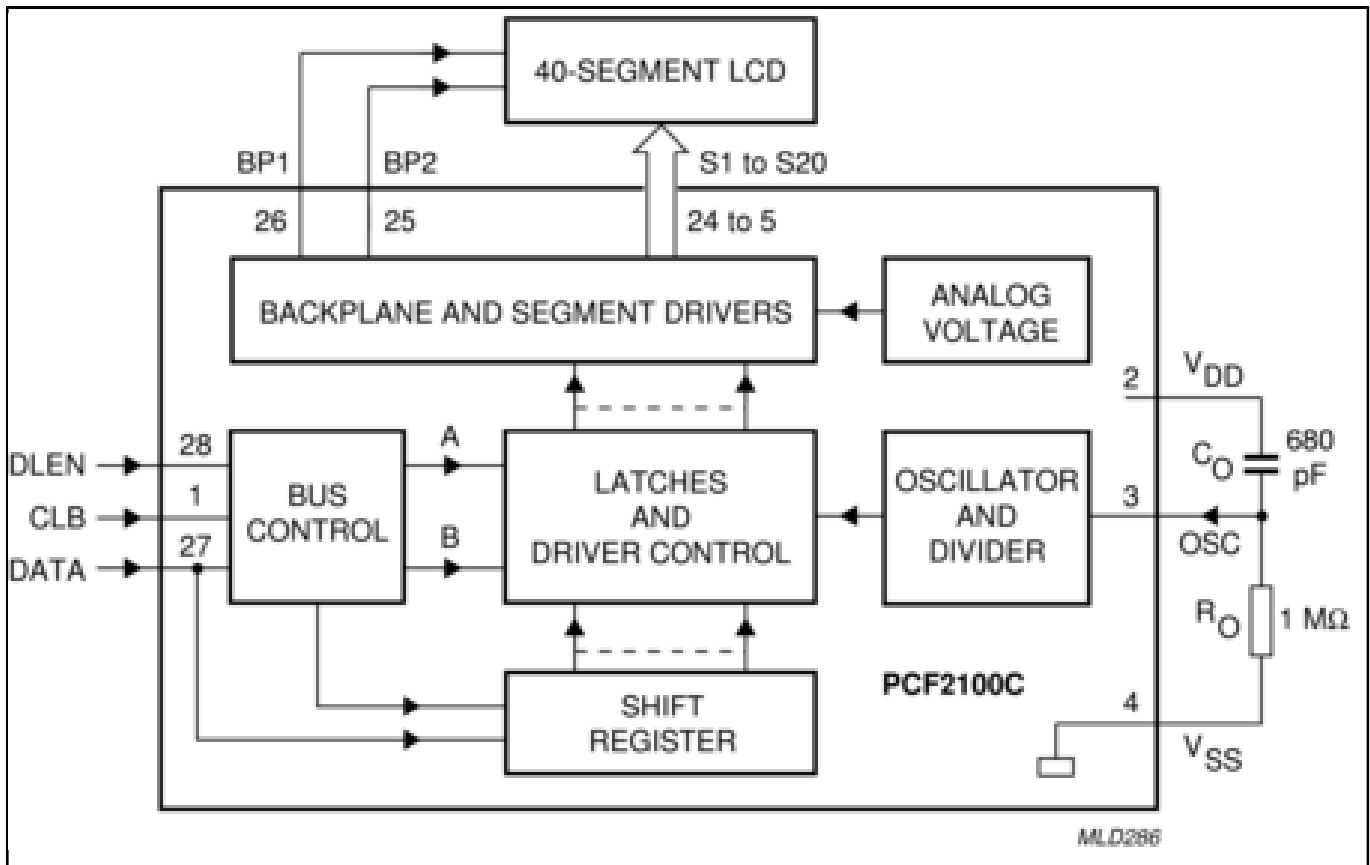 40-SEGMENT LCD
BP1
BP2
S1 to S20
26
25
24 to 5
BACKPLANE AND SEGMENT DRIVERS
ANALOG
VOLTAGE
2
VDD
DLEN
28
A
CO
680
pF
CLB
1
BUS
CONTROL
LATCHES
AND
DRIVER CONTROL
OSCILLATOR
AND
DIVIDER
3
OSC
DATA
27
B
RO
1 MΩ
PCF2100C
SHIFT
REGISTER
4
VSS
MLD286